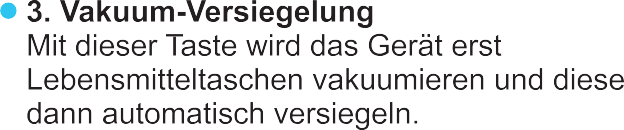 3. Vakuum-Versiegelung
Mit dieser Taste wird das Gerät erst
Lebensmitteltaschen vakuumieren und diese
dann automatisch versiegeln.